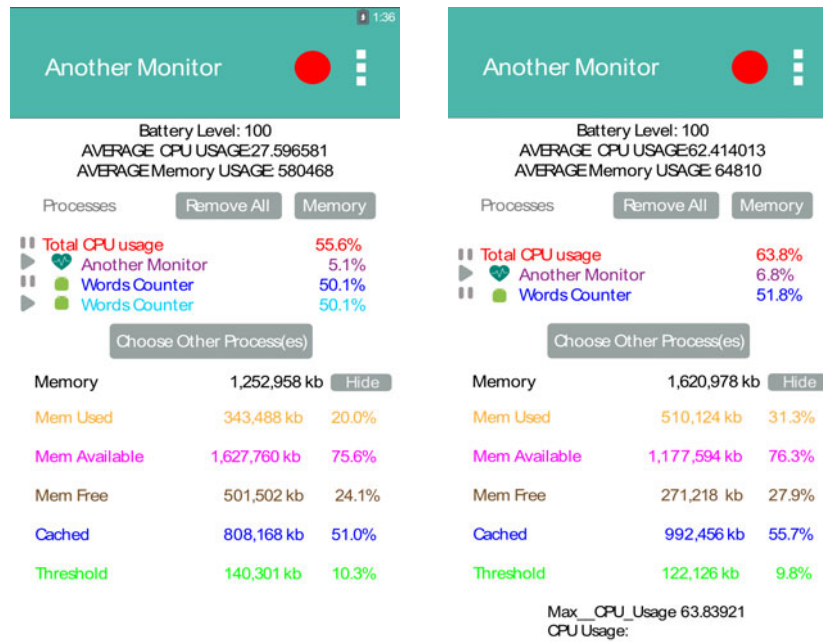 1:36
Another Monitor
Battery Level: 100
AVERAGE CPU USAGE:27.596581
AVERAGE Memory USAGE: 580468
Processes Remove All Memory
Total CPU usage 55.6%
Another Monitor 5.1%
Words Counter 50.1%
Words Counter 50.1%
Choose Other Process(es)
Memory 1,252,958 kb Hide
Mem Used 343,488 kb 20.0%
Mem Available 1,627,760 kb 75.6%
Mem Free 501,502 kb 24.1%
Cached 808,168 kb 51.0%
Threshold 140,301 kb 10.3%
Another Monitor
Battery Level: 100
AVERAGE CPU USAGE:62.414013
AVERAGE Memory USAGE: 64810
Processes Remove All Memory
Total CPU usage 63.8%
Another Monitor 6.8%
Words Counter 51.8%
Choose Other Process(es)
Memory 1,620,978 kb Hide
Mem Used 510,124 kb 31.3%
Mem Available 1,177,594 kb 76.3%
Mem Free 271,218 kb 27.9%
Cached 992,456 kb 55.7%
Threshold 122,126 kb 9.8%
Max__CPU_Usage 63.83921
CPU Usage: